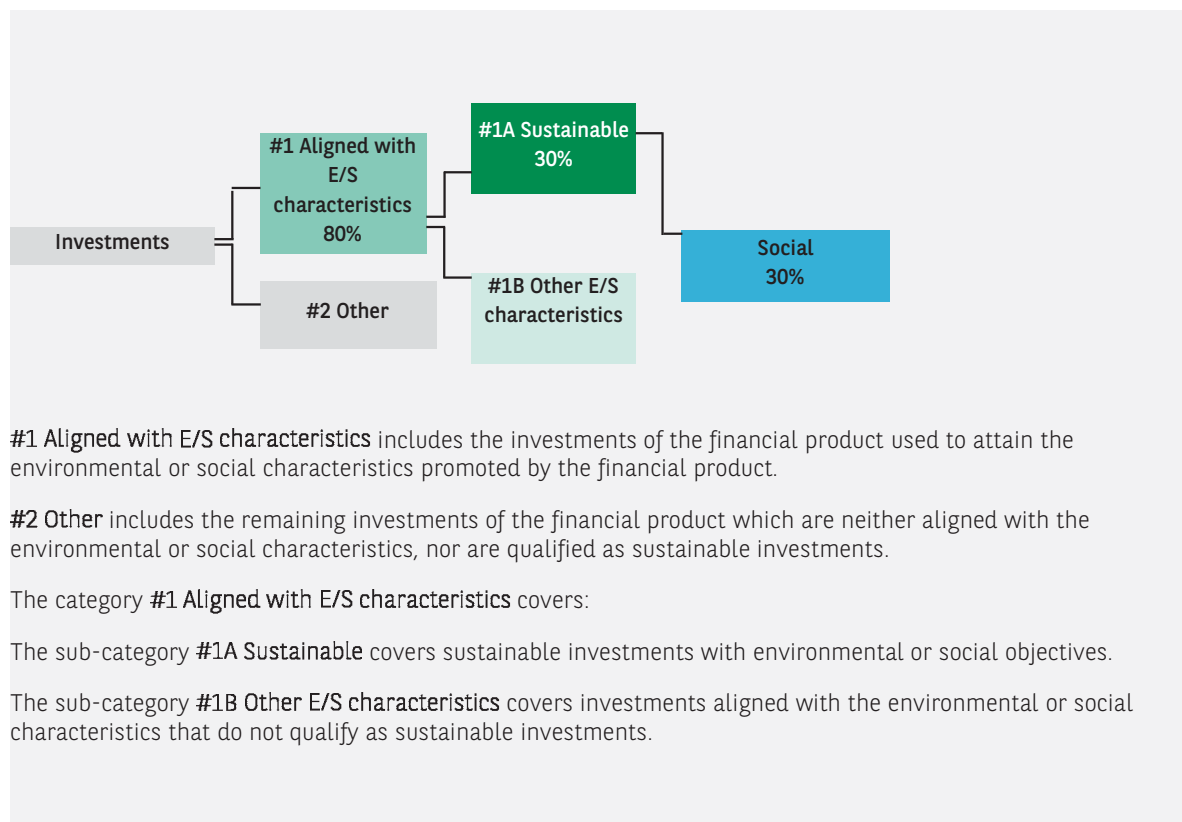 #1A Sustainable
30%
#1 Aligned with
E/S
characteristics
80%
Investments
Social
30%
#2 Other
#1B Other E/S
characteristics
#1 Aligned with E/S characteristics includes the investments of the financial product used to attain the
environmental or social characteristics promoted by the financial product.
#2 Other includes the remaining investments of the financial product which are neither aligned with the
environmental or social characteristics, nor are qualified as sustainable investments.
The category #1 Aligned with E/S characteristics covers:
The sub-category #1A Sustainable covers sustainable investments with environmental or social objectives.
The sub-category #1B Other E/S characteristics covers investments aligned with the environmental or social
characteristics that do not qualify as sustainable investments.